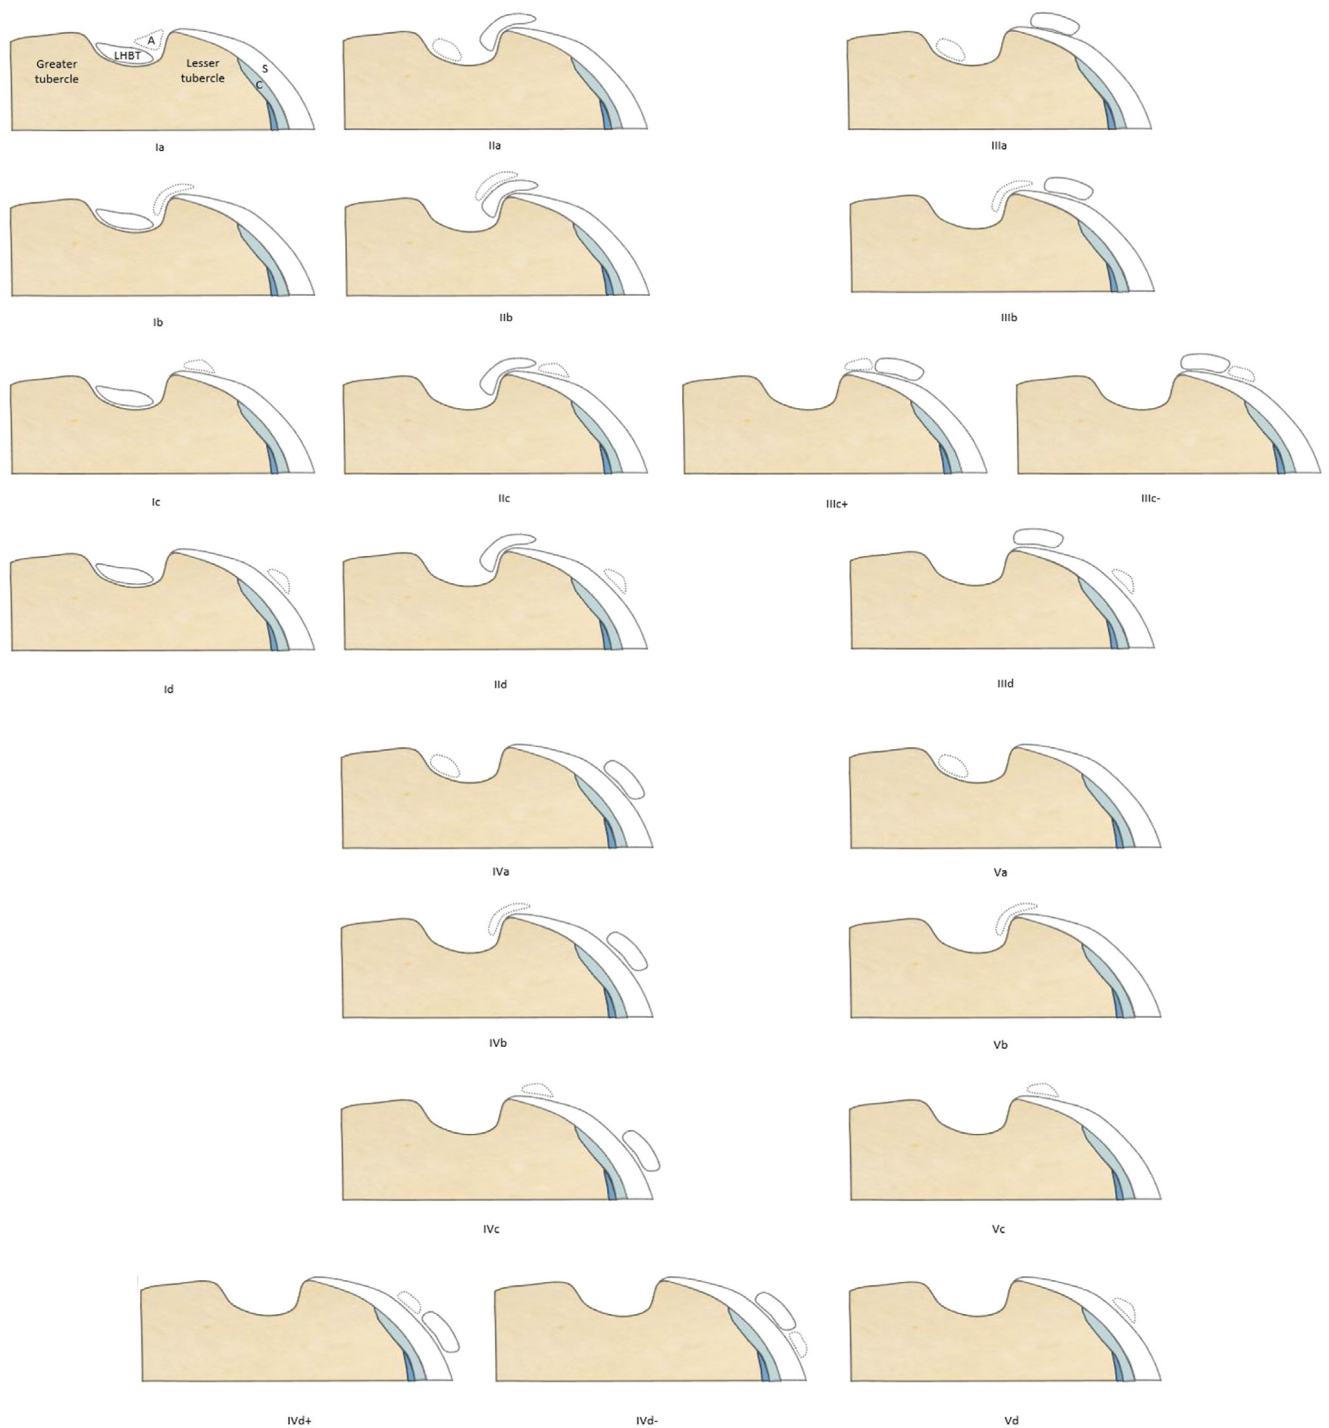 A
LHBT
Greater
tubercle
Lesser
tubercle
S
C
Ia
IIa
IIIa
Ib
IIb
IIIb
Ic
IIc
IIIc+
IIIc-
Id
IId
IIId
IVa
Va
IVb
Vb
IVc
Vc
IVd+
IVd-
Vd